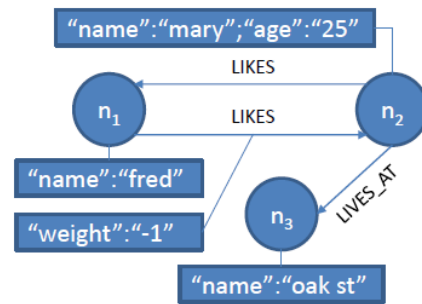 “name”:“mary”;“age”:“25”
LIKES
n1
LIKES
n2
“name”:“fred”
LIVES_AT
“weight”:“-1”
n3
“name”:“oak st”